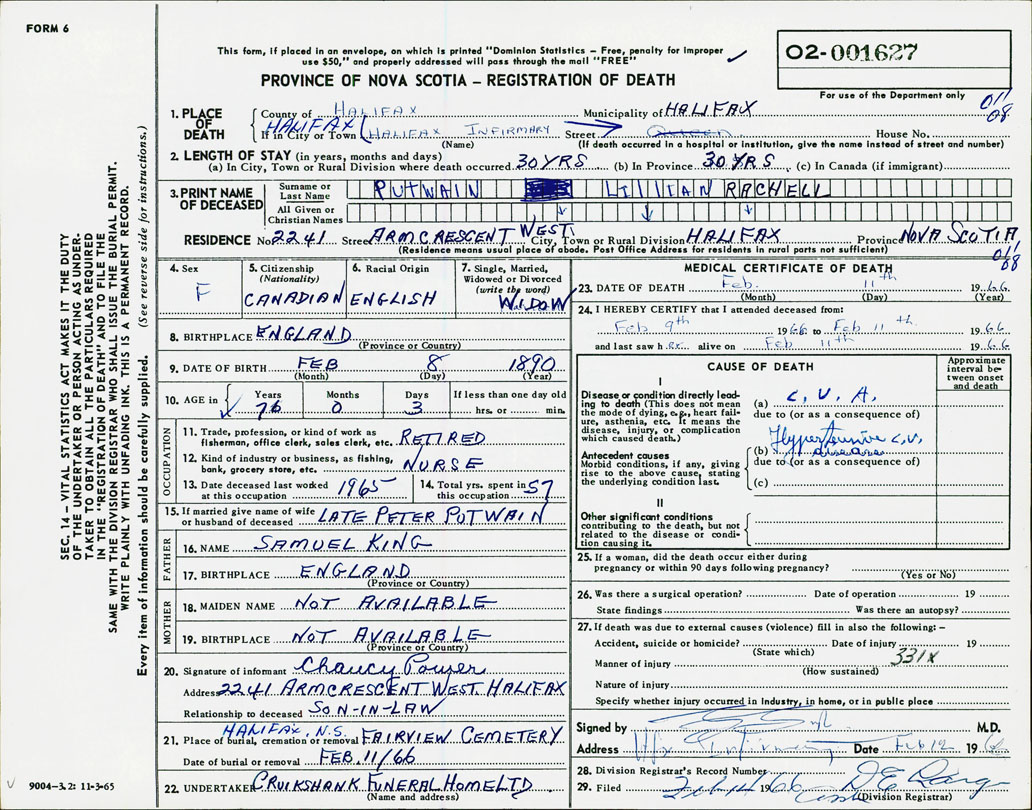 FORM 6
This form, if placed in an envelope, on which is printed "Dominion Statistics – Free, penalty for improper
use $50," and properly addressed will pass through the mail "FREE"
PROVINCE OF NOVA SCOTIA – REGISTRATION OF DEATH
02-001627
For use of the Department only
011
08
1. PLACE OF DEATH
County of HALIFAX Municipality of HALIFAX
If in City or Town HALIFAX (HALIFAX INFIRMARY Street Queen House No.
(Name) (If death occurred in a hospital or institution, give the name instead of street and number)
2. LENGTH OF STAY (in years, months and days)
(a) In City, Town or Rural Division where death occurred 30 YRS (b) In Province 30 YRS (c) In Canada (if immigrant)
3. PRINT NAME OF DECEASED
Surname or Last Name PUTWAIN LILLIAN RACHELL
All Given or Christian Names
RESIDENCE No. 2241 Street ARMCRESCENT WEST. City, Town or Rural Division HALIFAX Province NOVA SCOTIA
(Residence means usual place of abode. Post Office Address for residents in rural parts not sufficient)
011
08
4. Sex
F
5. Citizenship
(Nationality)
CANADIAN
6. Racial Origin
ENGLISH
7. Single, Married,
Widowed or Divorced
(write the word)
WIDOW
8. BIRTHPLACE ENGLAND
(Province or Country)
9. DATE OF BIRTH FEB 8 1890
(Month) (Day) (Year)
10. AGE in
Years Months Days If less than one day old
76 0 3 hrs. or min.
OCCUPATION
11. Trade, profession, or kind of work as
fisherman, office clerk, sales clerk, etc. RETIRED
12. Kind of industry or business, as fishing,
bank, grocery store, etc. NURSE
13. Date deceased last worked
at this occupation 1965
14. Total yrs. spent in
this occupation 57
15. If married give name of wife
or husband of deceased LATE PETER PUTWAIN
FATHER
16. NAME SAMUEL KING
17. BIRTHPLACE ENGLAND
(Province or Country)
MOTHER
18. MAIDEN NAME NOT AVAILABLE
19. BIRTHPLACE NOT AVAILABLE
(Province or Country)
20. Signature of informant Power
Address 2241 ARMCRESCENT WEST HALIFAX
Relationship to deceased SON-IN-LAW
HALIFAX, N.S.
21. Place of burial, cremation or removal FAIRVIEW CEMETERY
Date of burial or removal FEB. 11/66
22. UNDERTAKER CRUIKSHANK FUNERAL HOME LTD
(Name and address)
MEDICAL CERTIFICATE OF DEATH
23. DATE OF DEATH Feb. 11th 1966
(Month) (Day) (Year)
24. I HEREBY CERTIFY that I attended deceased from:
Feb 9th 1966 to Feb 11th 1966
and last saw her alive on Feb 11th 1966
CAUSE OF DEATH
Approximate
interval be-
tween onset
and death
I
Disease or condition directly lead-
ing to death (This does not mean
the mode of dying, e.g., heart fail-
ure, asthenia, etc. It means the
disease, injury, or complication
which caused death.)
(a) C.V.A.
due to (or as a consequence of)
Antecedent causes
Morbid conditions, if any, giving
rise to the above cause, stating
the underlying condition last.
(b) Hypertensive C.V. disease
due to (or as a consequence of)
(c)
II
Other significant conditions
contributing to the death, but not
related to the disease or condi-
tion causing it.
25. If a woman, did the death occur either during
pregnancy or within 90 days following pregnancy?
(Yes or No)
26. Was there a surgical operation? Date of operation 19
State findings Was there an autopsy?
27. If death was due to external causes (violence) fill in also the following: –
Accident, suicide or homicide? Date of injury 19
(State which)
331X
Manner of injury
(How sustained)
Nature of injury
Specify whether injury occurred in Industry, in home, or in public place
Signed by M.D.
Address Hfx Infirmary Date Feb 12 1966
28. Division Registrar's Record Number
29. Filed Feb 14 1966
(Division Registrar)
SEC. 14 – VITAL STATISTICS ACT MAKES IT THE DUTY
OF THE UNDERTAKER OR PERSON ACTING AS UNDER-
TAKER TO OBTAIN ALL THE PARTICULARS REQUIRED
IN THE "REGISTRATION OF DEATH" AND TO FILE THE
SAME WITH THE DIVISION REGISTRAR WHO SHALL ISSUE THE BURIAL PERMIT.
WRITE PLAINLY WITH UNFADING INK. THIS IS A PERMANENT RECORD.
Every item of information should be carefully supplied. (See reverse side for instructions.)
9004–3.2: 11-3-65